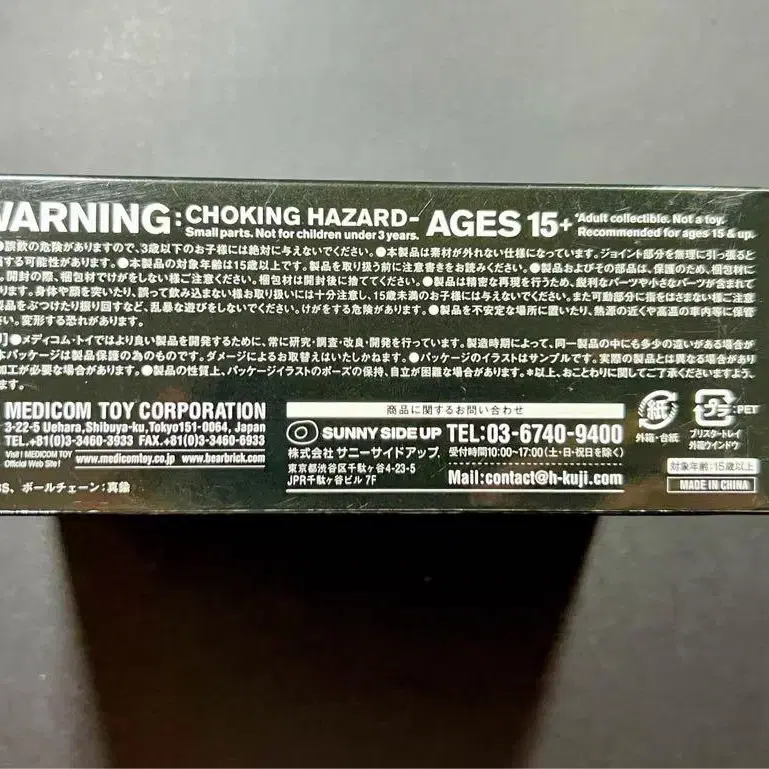 WARNING: CHOKING HAZARD-
Small parts. Not for children under 3 years.
AGES 15+
*Adult collectible. Not a toy.
Recommended for ages 15 & up.
●誤飲の危険がありますので、3歳以下のお子様には絶対に与えないでください。●本製品は素材が外れない仕様になっています。ジョイント部分を無理に引っ張ると
する可能性があります。●本製品の対象年齢は15歳以上です。製品を取り扱う前に注意書きをお読みください。●製品およびその部品は、保護のため、梱包材に
開封の際、梱包材でけがをしない様ご注意ください。梱包材は開封後に捨ててください。●製品は精密な再現を行うため、鋭利なパーツや小さなパーツが含まれて
ります。身体や顔を突いたり、誤って飲み込まない様お取り扱いには十分注意し、15歳未満のお子様には与えないでください。また可動部分に指をはさまない様ご注意
製品をぶつけたり振り回すなど、乱暴な遊びをしないでください。けがをする危険があります。●製品を不安定な場所に置いたり、熱源の近くや高温の車内等に保管
い。変形する恐れがあります。
●メディコム・トイではより良い製品を開発するために、常に研究・調査・改良・開発を行っています。製造時期によって、同一製品の中にも多少の違いがある場合が
本パッケージは製品保護の為のものです。ダメージによるお取替えはいたしかねます。●パッケージのイラストはサンプルです。実際の製品とは異なる場合があり
加工が必要な場合があります。●製品の性質上、パッケージイラストのポーズの保持、自立が困難な場合があります。*以上、おことわりに関してご了承くださいますよう、
ます。
MEDICOM TOY CORPORATION
3-22-5 Uehara,Shibuya-ku,Tokyo151-0064, Japan
TEL.+81(0)3-3460-3933 FAX.+81(0)3-3460-6933
Visit! MEDICOM TOY
Official Web Site!
www.medicomtoy.co.jp www.bearbrick.com
SS、ボールチェーン:真鍮
商品に関するお問い合わせ
SUNNY SIDE UP TEL:03-6740-9400
株式会社 サニーサイドアップ 受付時間10:00~17:00(土・日・祝日を除く)
東京都渋谷区千駄ヶ谷4-23-5
JPR千駄ヶ谷ビル 7F
Mail:contact@h-kuji.com
紙
外箱・台紙
プラ:PET
ブリスタートレイ
外箱ウインドウ
対象年齢:15歳以上
MADE IN CHINA